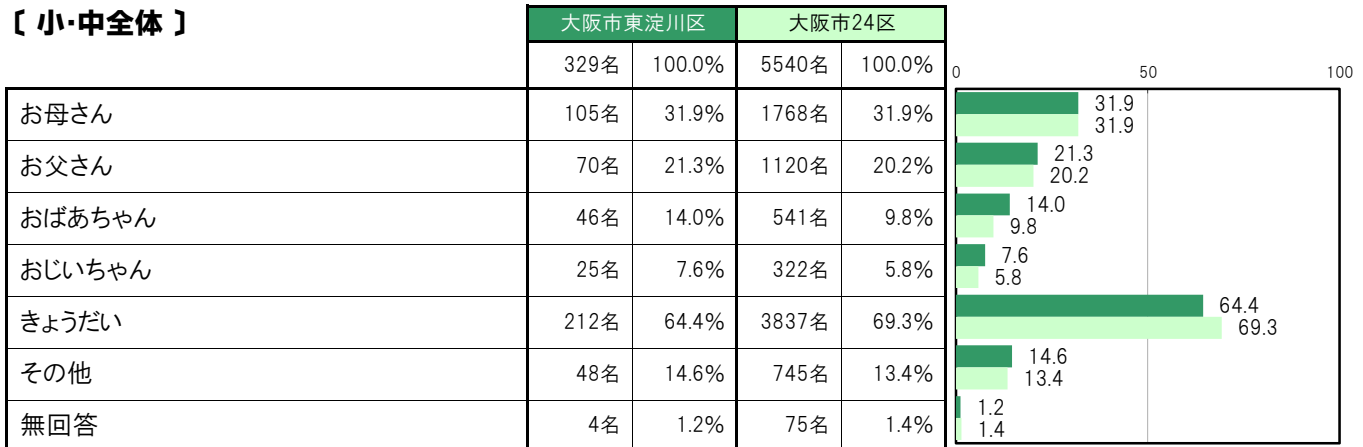 〔 小・中全体 〕
大阪市東淀川区 大阪市24区
329名 100.0% 5540名 100.0%
0 50 100
お母さん 105名 31.9% 1768名 31.9%
31.9
31.9
お父さん 70名 21.3% 1120名 20.2%
21.3
20.2
おばあちゃん 46名 14.0% 541名 9.8%
14.0
9.8
おじいちゃん 25名 7.6% 322名 5.8%
7.6
5.8
きょうだい 212名 64.4% 3837名 69.3%
64.4
69.3
その他 48名 14.6% 745名 13.4%
14.6
13.4
無回答 4名 1.2% 75名 1.4%
1.2
1.4